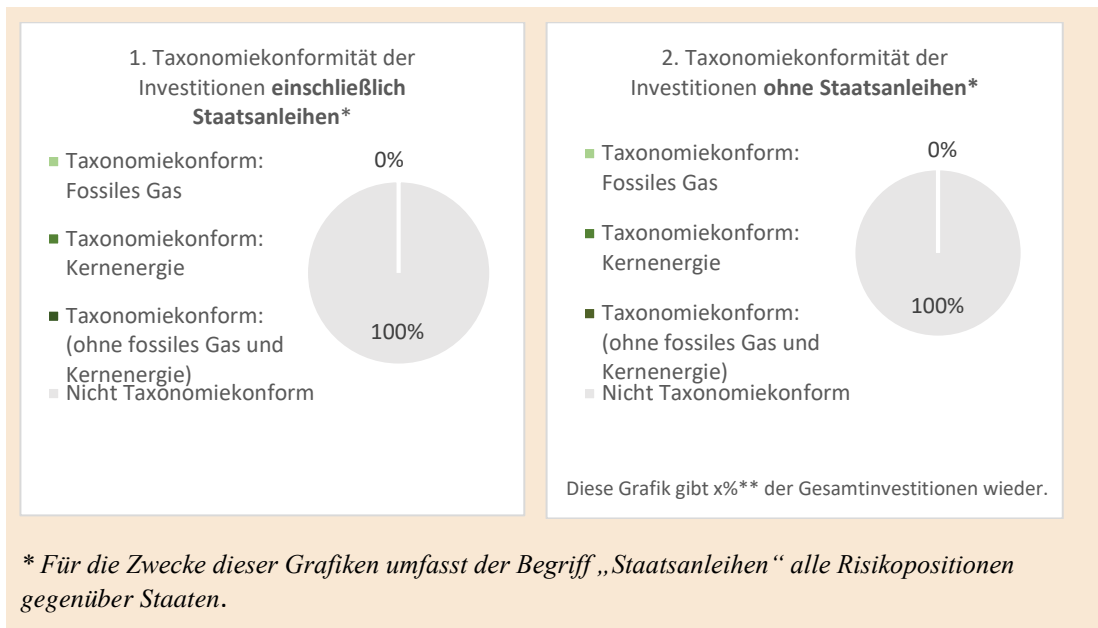 1. Taxonomiekonformität der
Investitionen einschließlich
Staatsanleihen*
Taxonomiekonform:
Fossiles Gas
Taxonomiekonform:
Kernenergie
Taxonomiekonform:
(ohne fossiles Gas und
Kernenergie)
Nicht Taxonomiekonform
0%
100%
2. Taxonomiekonformität der
Investitionen ohne Staatsanleihen*
Taxonomiekonform:
Fossiles Gas
Taxonomiekonform:
Kernenergie
Taxonomiekonform:
(ohne fossiles Gas und
Kernenergie)
Nicht Taxonomiekonform
0%
100%
Diese Grafik gibt x%** der Gesamtinvestitionen wieder.
* Für die Zwecke dieser Grafiken umfasst der Begriff „Staatsanleihen“ alle Risikopositionen
gegenüber Staaten.